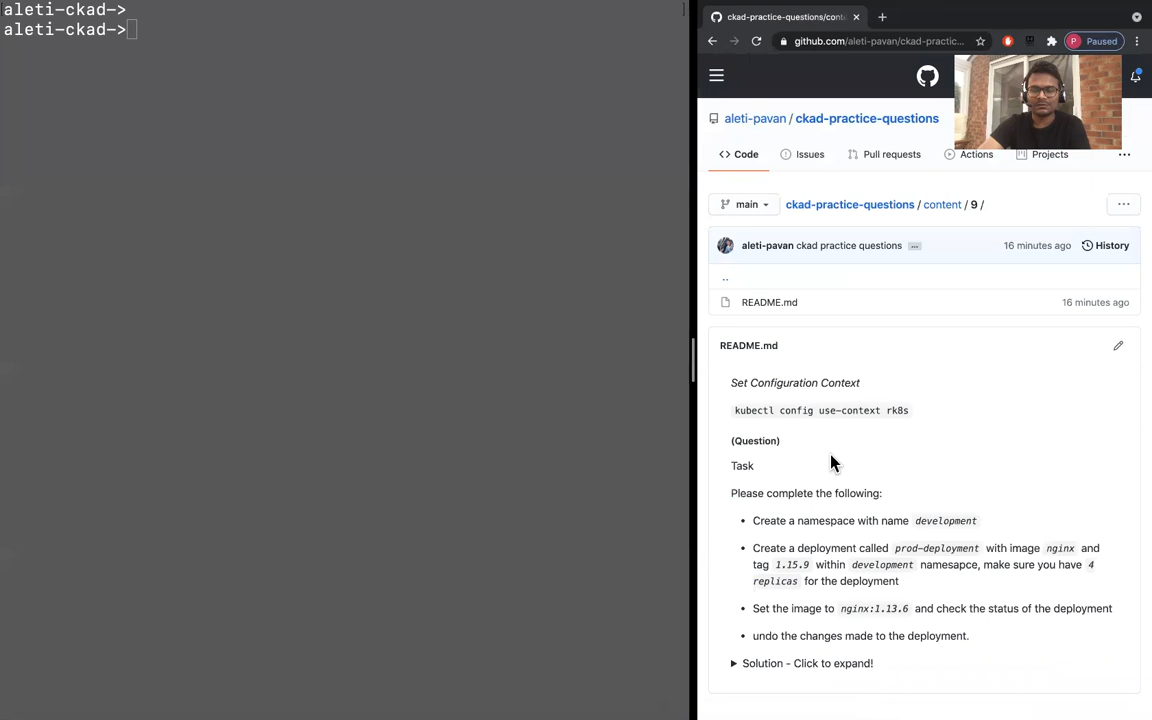 aleti-ckad->
aleti-ckad->
ckad-practice-questions/cont
github.com/aleti-pavan/ckad-practic...
P Paused
aleti-pavan / ckad-practice-questions
Code Issues Pull requests Actions Projects ...
main ckad-practice-questions / content / 9 / ...
aleti-pavan ckad practice questions ... 16 minutes ago History
..
README.md 16 minutes ago
README.md
Set Configuration Context
kubectl config use-context rk8s
(Question)
Task
Please complete the following:
• Create a namespace with name development
• Create a deployment called prod-deployment with image nginx and
tag 1.15.9 within development namesapce, make sure you have 4
replicas for the deployment
• Set the image to nginx:1.13.6 and check the status of the deployment
• undo the changes made to the deployment.
Solution - Click to expand!